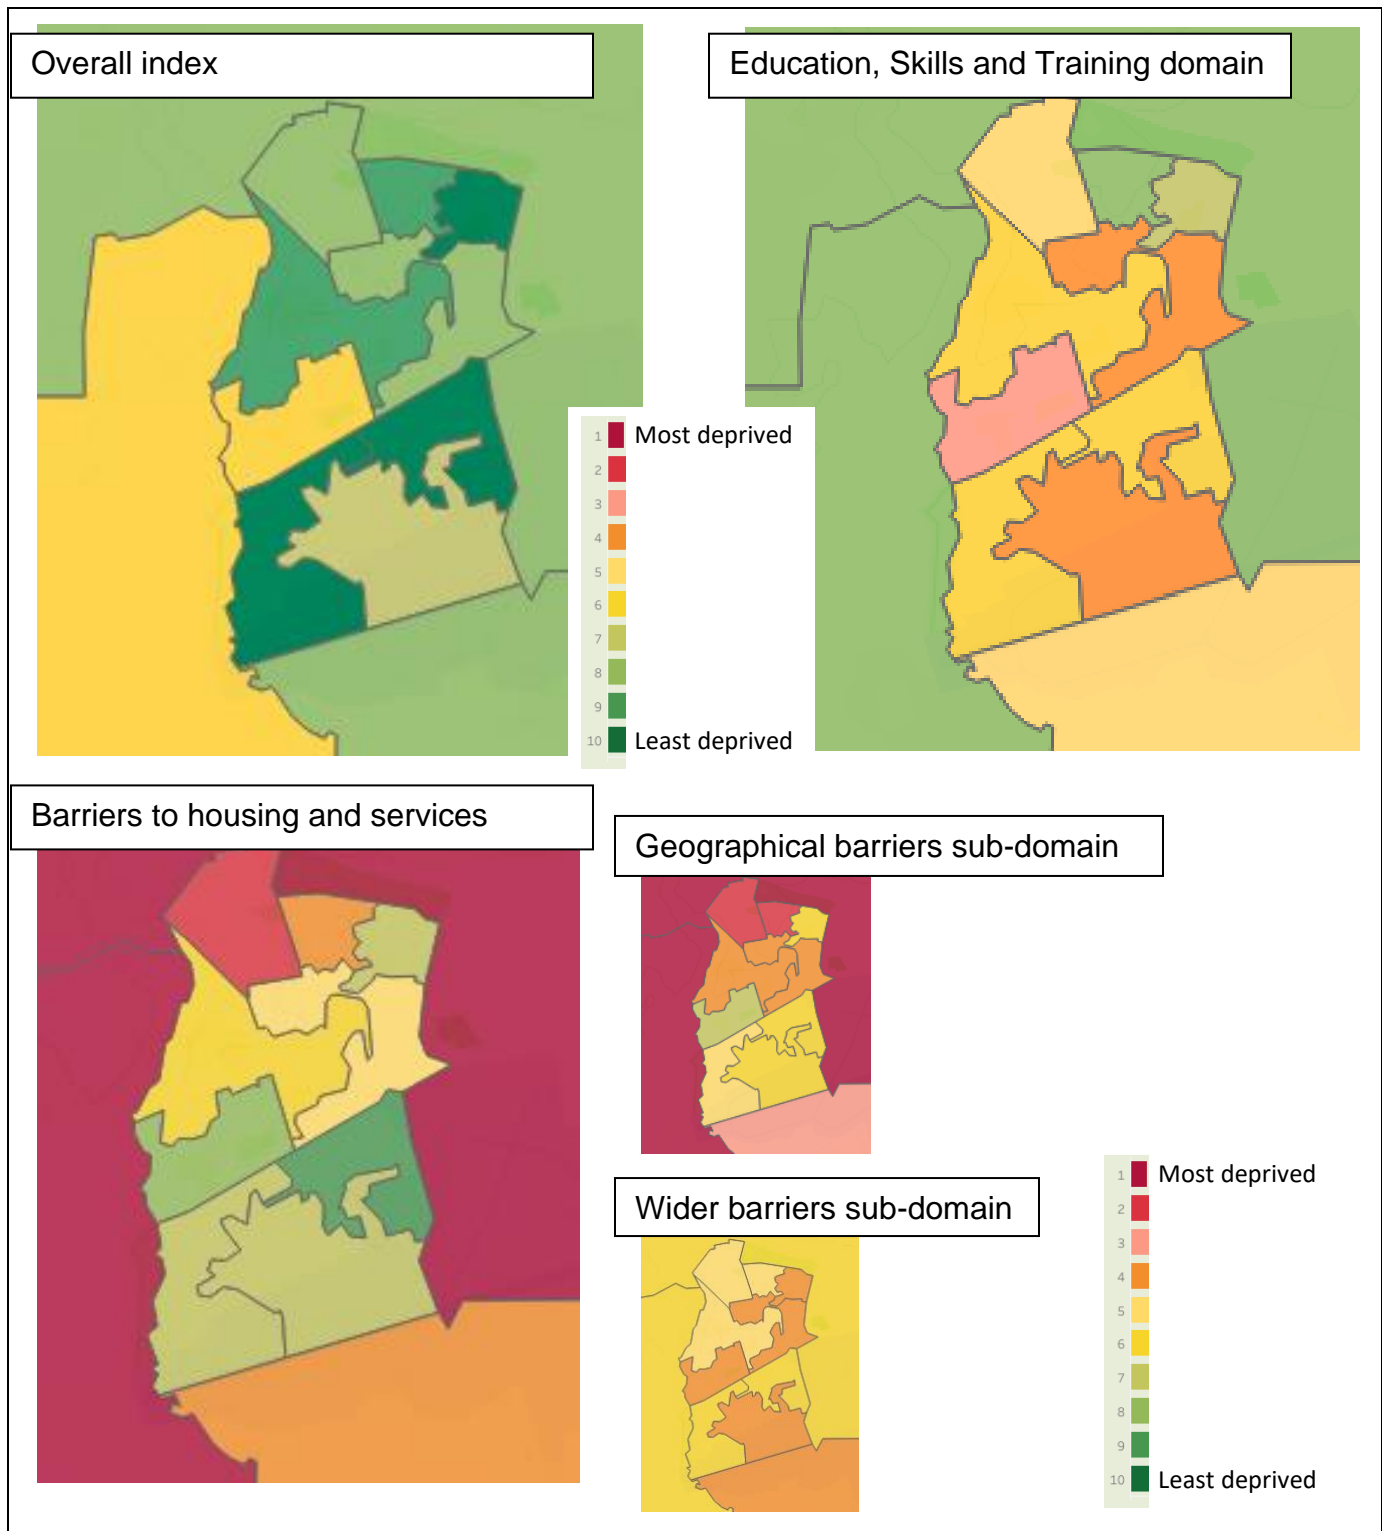 Overall index
Education, Skills and Training domain
1 Most deprived
2
3
4
5
6
7
8
9
10 Least deprived
Barriers to housing and services
Geographical barriers sub-domain
Wider barriers sub-domain
1 Most deprived
2
3
4
5
6
7
8
9
10 Least deprived